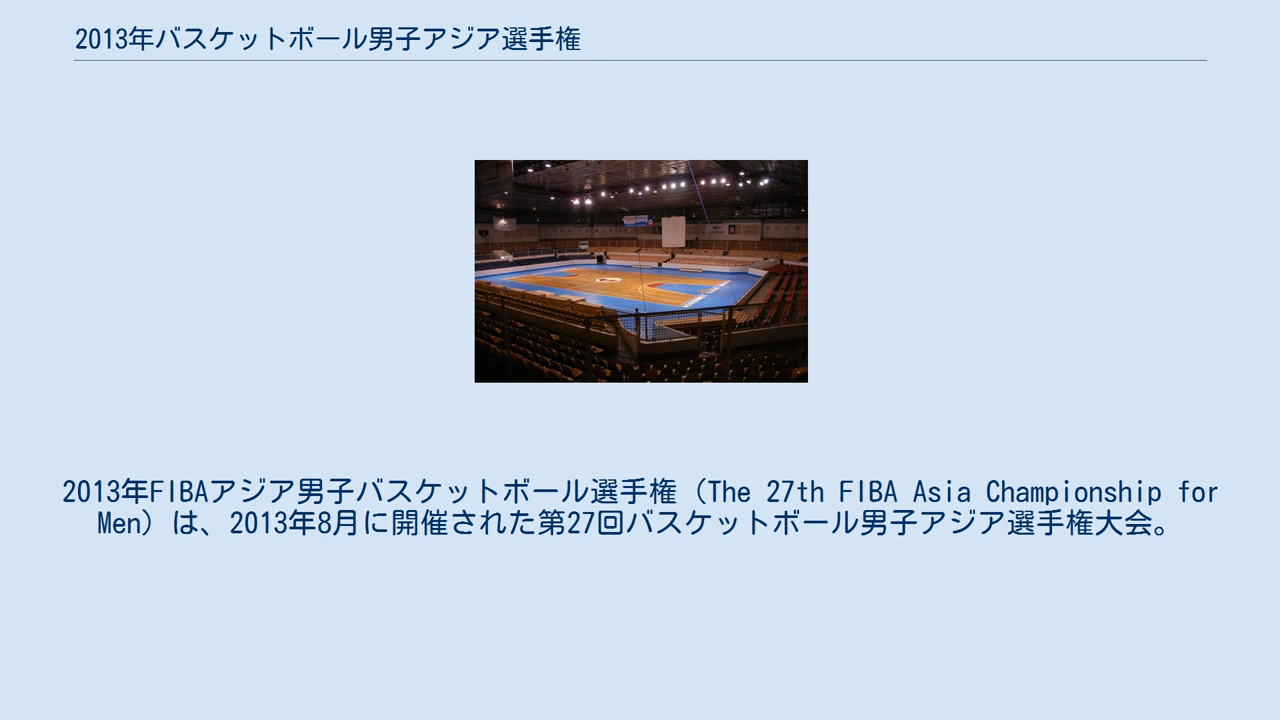 2013年バスケットボール男子アジア選手権
2013年FIBAアジア男子バスケットボール選手権（The 27th FIBA Asia Championship for
Men）は、2013年8月に開催された第27回バスケットボール男子アジア選手権大会。